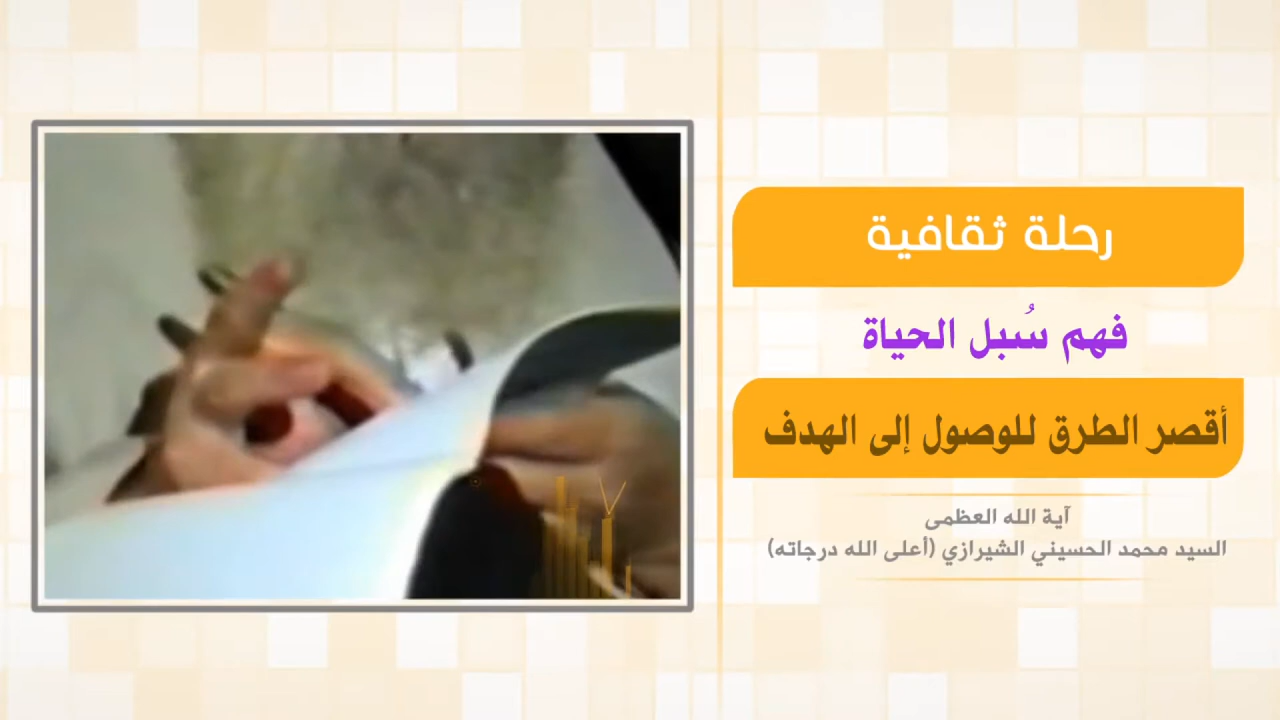 رحلة ثقافية
فهم سُبل الحياة
أقصر الطرق للوصول إلى الهدف
آية الله العظمى
السيد محمد الحسيني الشيرازي (أعلى الله درجاته)